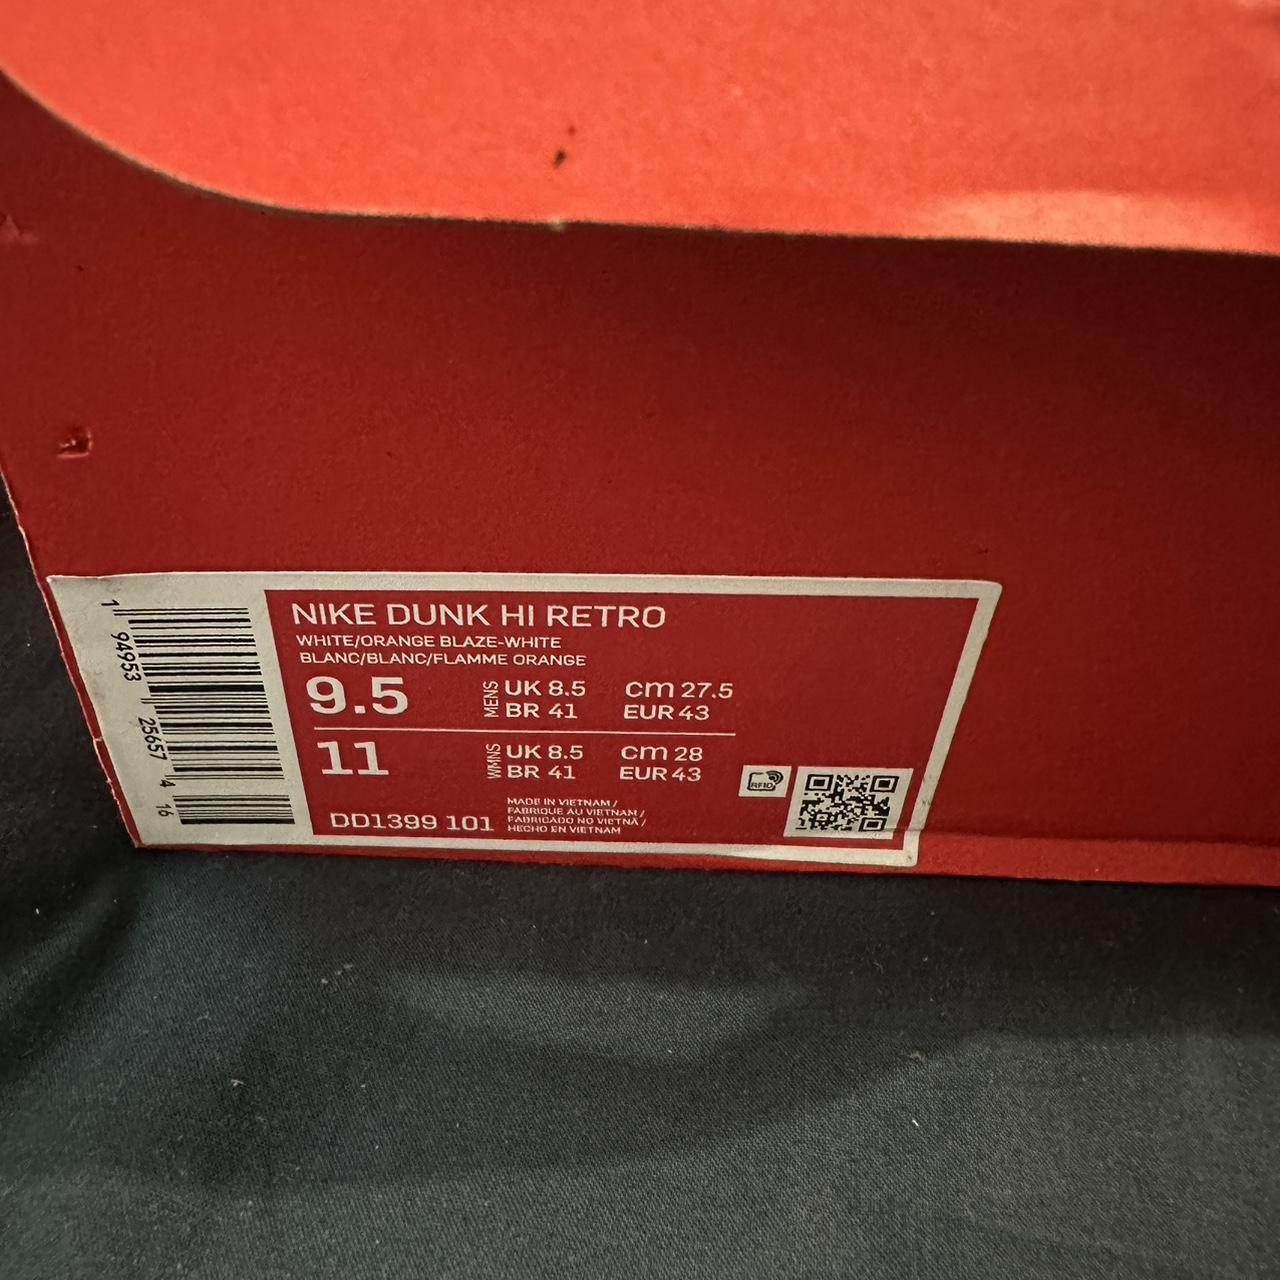 NIKE DUNK HI RETRO
WHITE/ORANGE BLAZE-WHITE
BLANC/BLANC/FLAMME ORANGE
9.5 MENS UK 8.5 cm 27.5
BR 41 EUR 43
11 WMNS UK 8.5 cm 28
BR 41 EUR 43
RFID
DD1399 101
MADE IN VIETNAM /
FABRIQUE AU VIETNAM /
FABRICADO NO VIETNÃ /
HECHO EN VIETNAM
1 94953 25657 4 16